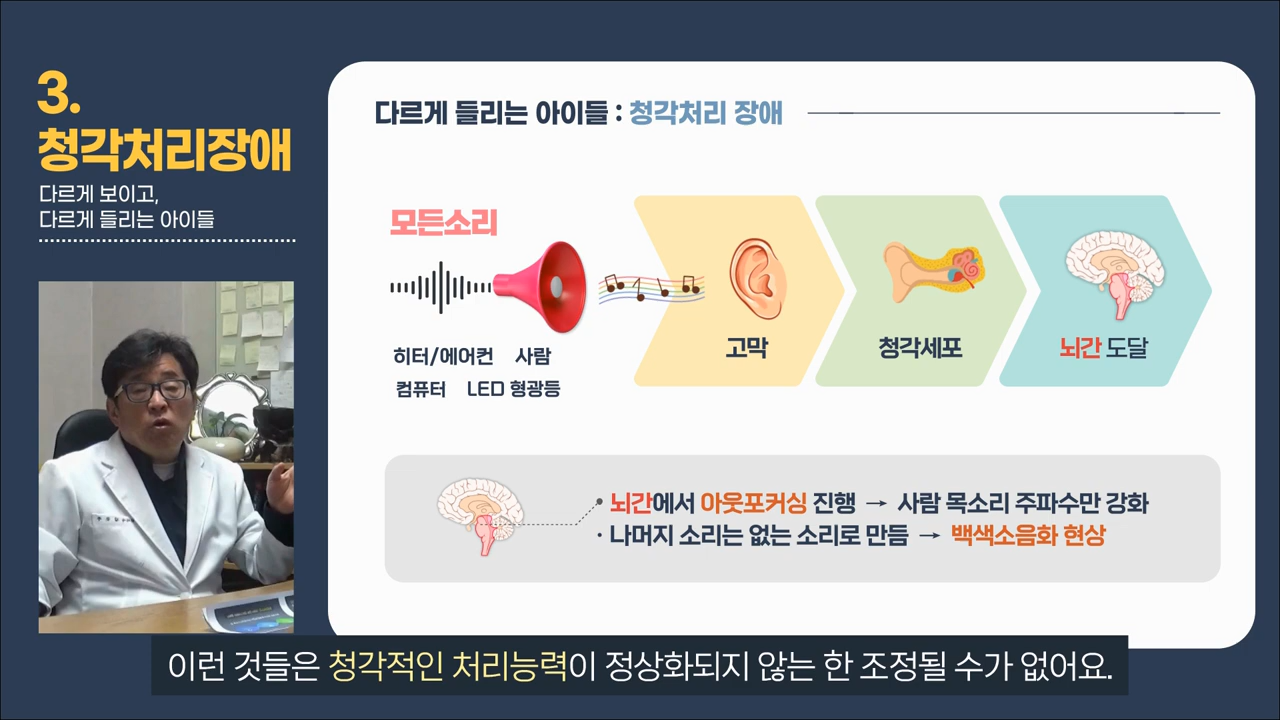 3.
청각처리장애
다르게 보이고,
다르게 들리는 아이들
다르게 들리는 아이들 : 청각처리 장애
모든소리
히터/에어컨 사람
컴퓨터 LED 형광등
고막
청각세포
뇌간 도달
• 뇌간에서 아웃포커싱 진행 → 사람 목소리 주파수만 강화
· 나머지 소리는 없는 소리로 만듬 → 백색소음화 현상
이런 것들은 청각적인 처리능력이 정상화되지 않는 한 조정될 수가 없어요.